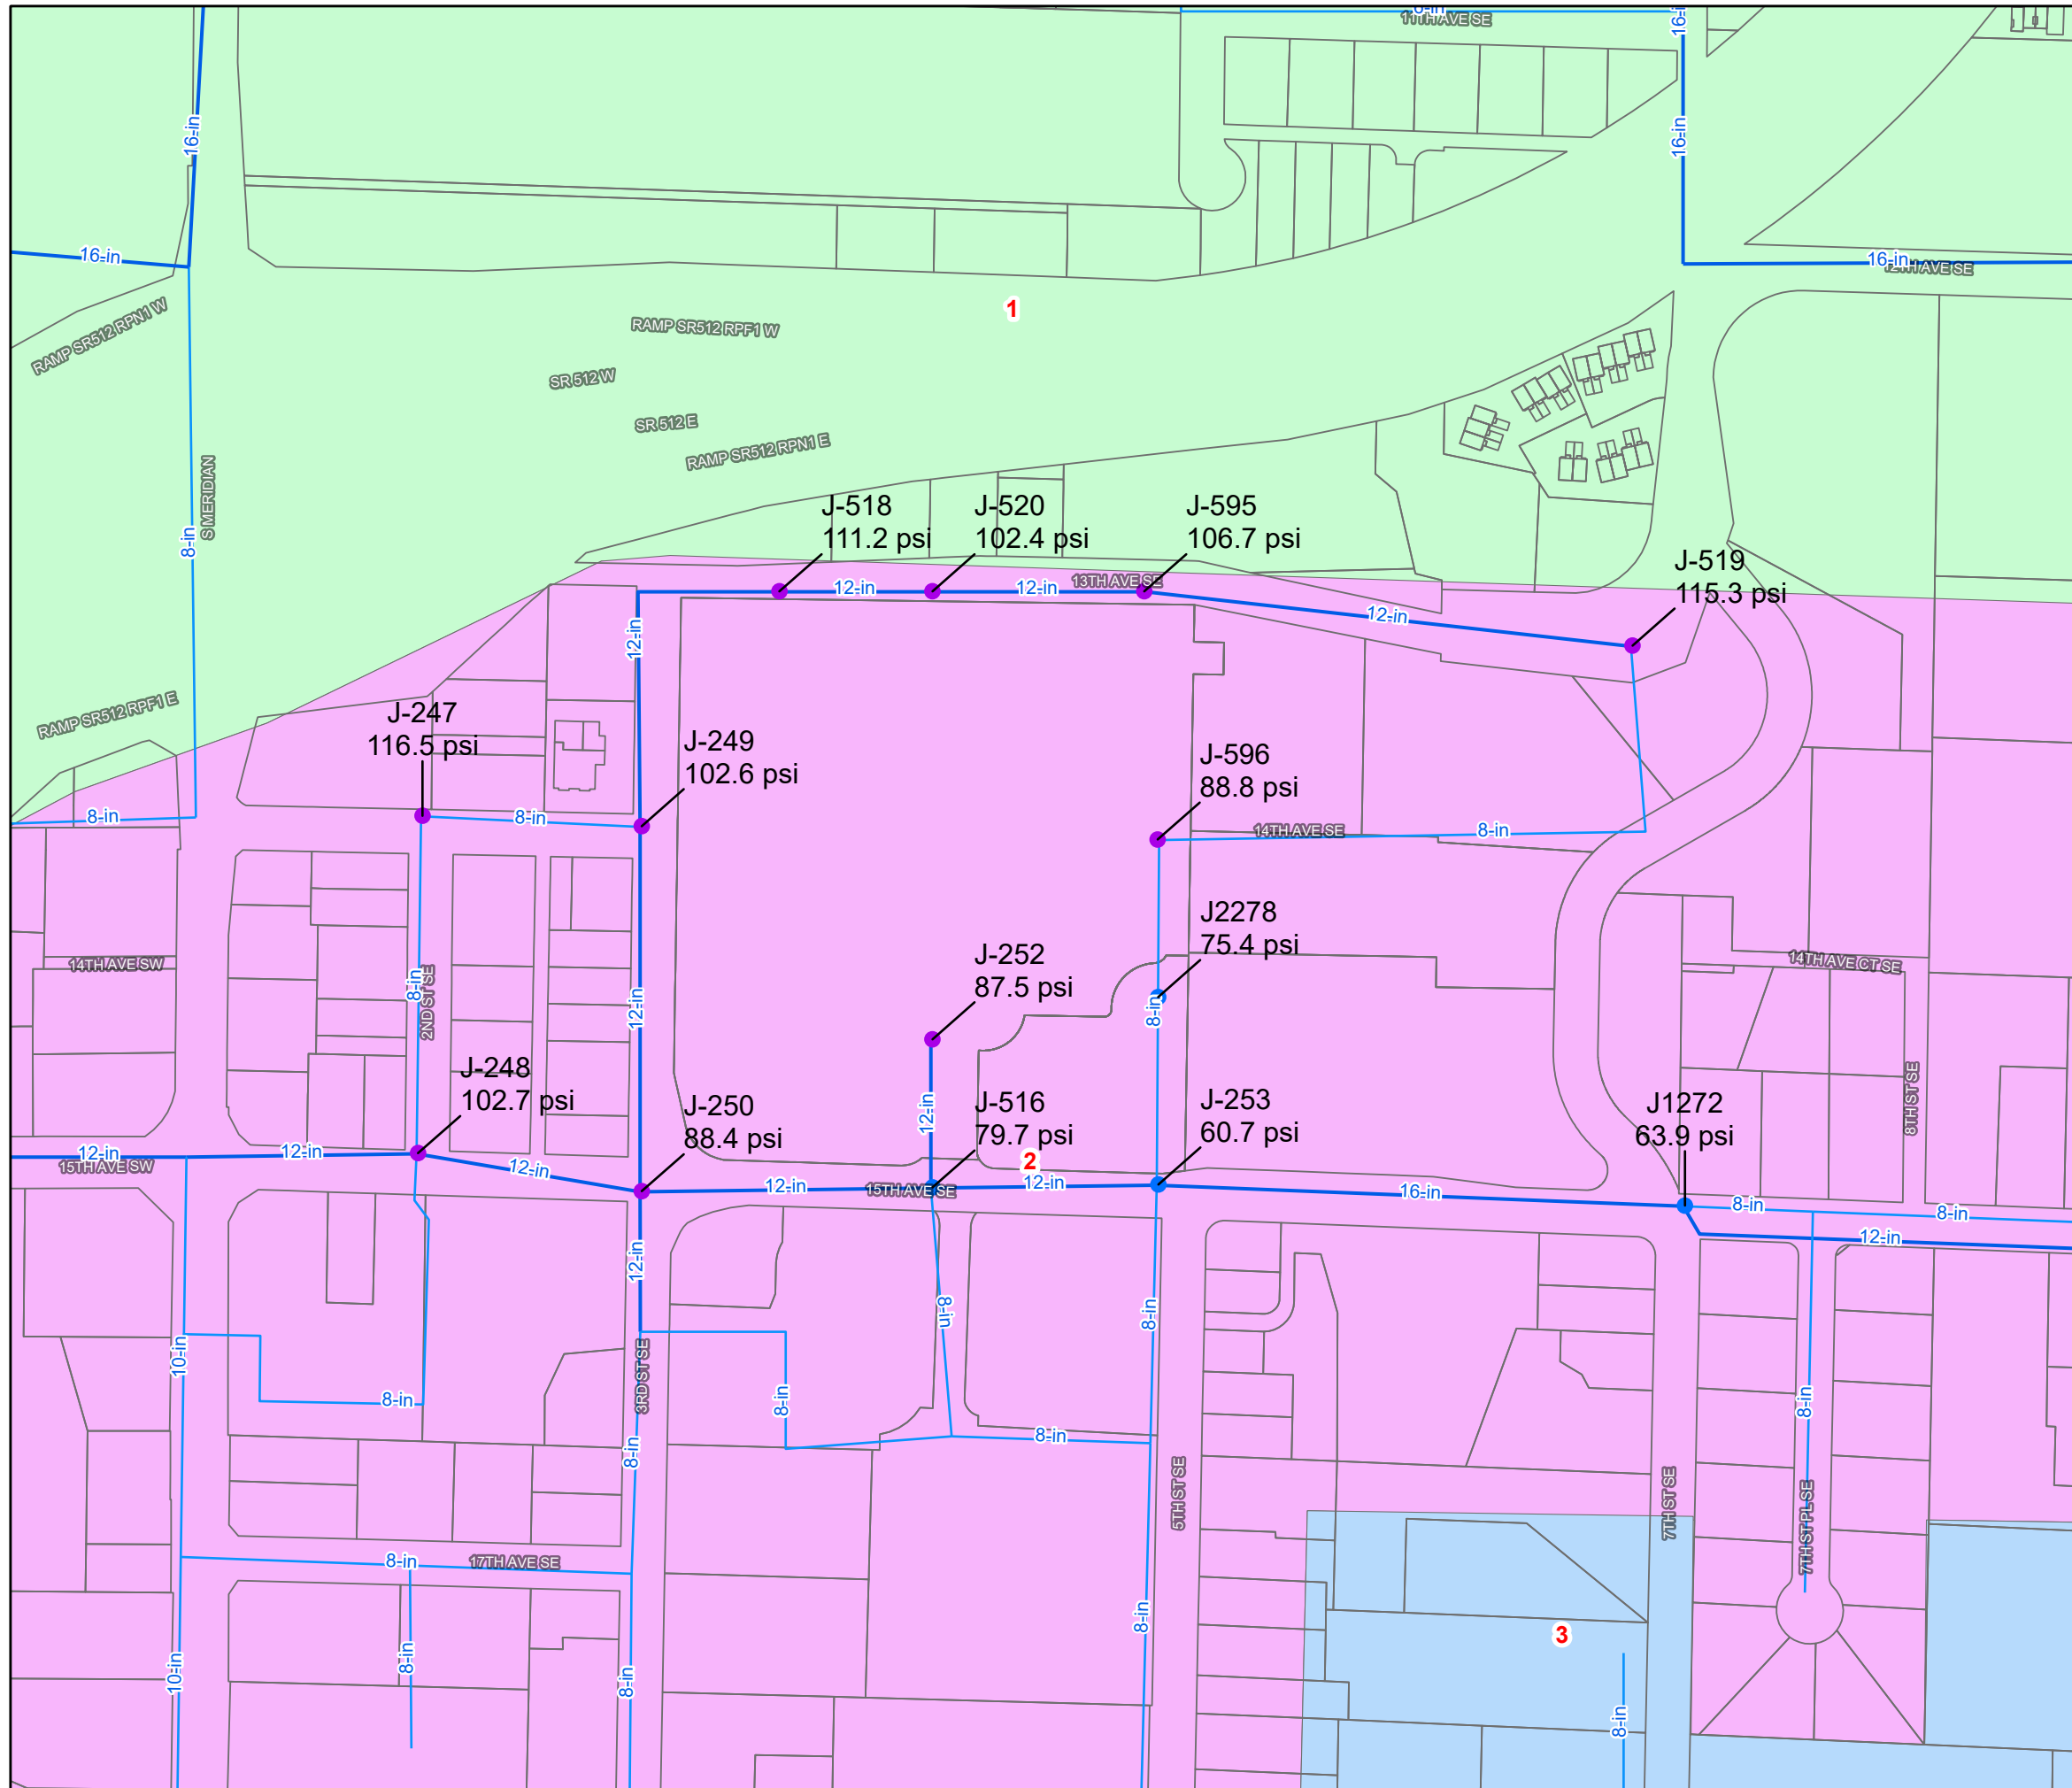 8-in
11TH AVE SE
16-in
16-in
16-in
16-in
16-in
12TH AVE SE
1
RAMP SR512 RPN1 W
RAMP SR512 RPF1 W
SR 512 W
SR 512 E
RAMP SR512 RPN1 E
S MERIDIAN
8-in
J-518
111.2 psi
J-520
102.4 psi
J-595
106.7 psi
J-519
115.3 psi
12-in
12-in
13TH AVE SE
12-in
12-in
RAMP SR512 RPF1 E
J-247
116.5 psi
J-249
102.6 psi
J-596
88.8 psi
8-in
8-in
14TH AVE SE
8-in
J2278
75.4 psi
J-252
87.5 psi
14TH AVE SW
8-in
2ND ST SE
12-in
8-in
14TH AVE CT SE
J-248
102.7 psi
J-250
88.4 psi
12-in
J-516
79.7 psi
J-253
60.7 psi
J1272
63.9 psi
8TH ST SE
12-in
15TH AVE SW
12-in
12-in
12-in
15TH AVE SE
2
12-in
16-in
8-in
8-in
12-in
12-in
8-in
8-in
10-in
3RD ST SE
8-in
8-in
8-in
8-in
8-in
8-in
5TH ST SE
7TH ST SE
7TH ST PL SE
8-in
17TH AVE SE
8-in
3
10-in
8-in
8-in
8-in